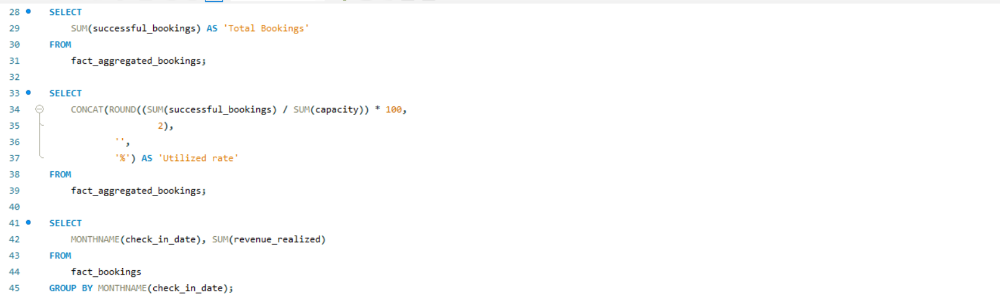 28 SELECT
29 SUM(successful_bookings) AS 'Total Bookings'
30 FROM
31 fact_aggregated_bookings;
32
33 SELECT
34 CONCAT(ROUND((SUM(successful_bookings) / SUM(capacity)) * 100,
35 2),
36 '',
37 '%') AS 'Utilized rate'
38 FROM
39 fact_aggregated_bookings;
40
41 SELECT
42 MONTHNAME(check_in_date), SUM(revenue_realized)
43 FROM
44 fact_bookings
45 GROUP BY MONTHNAME(check_in_date);